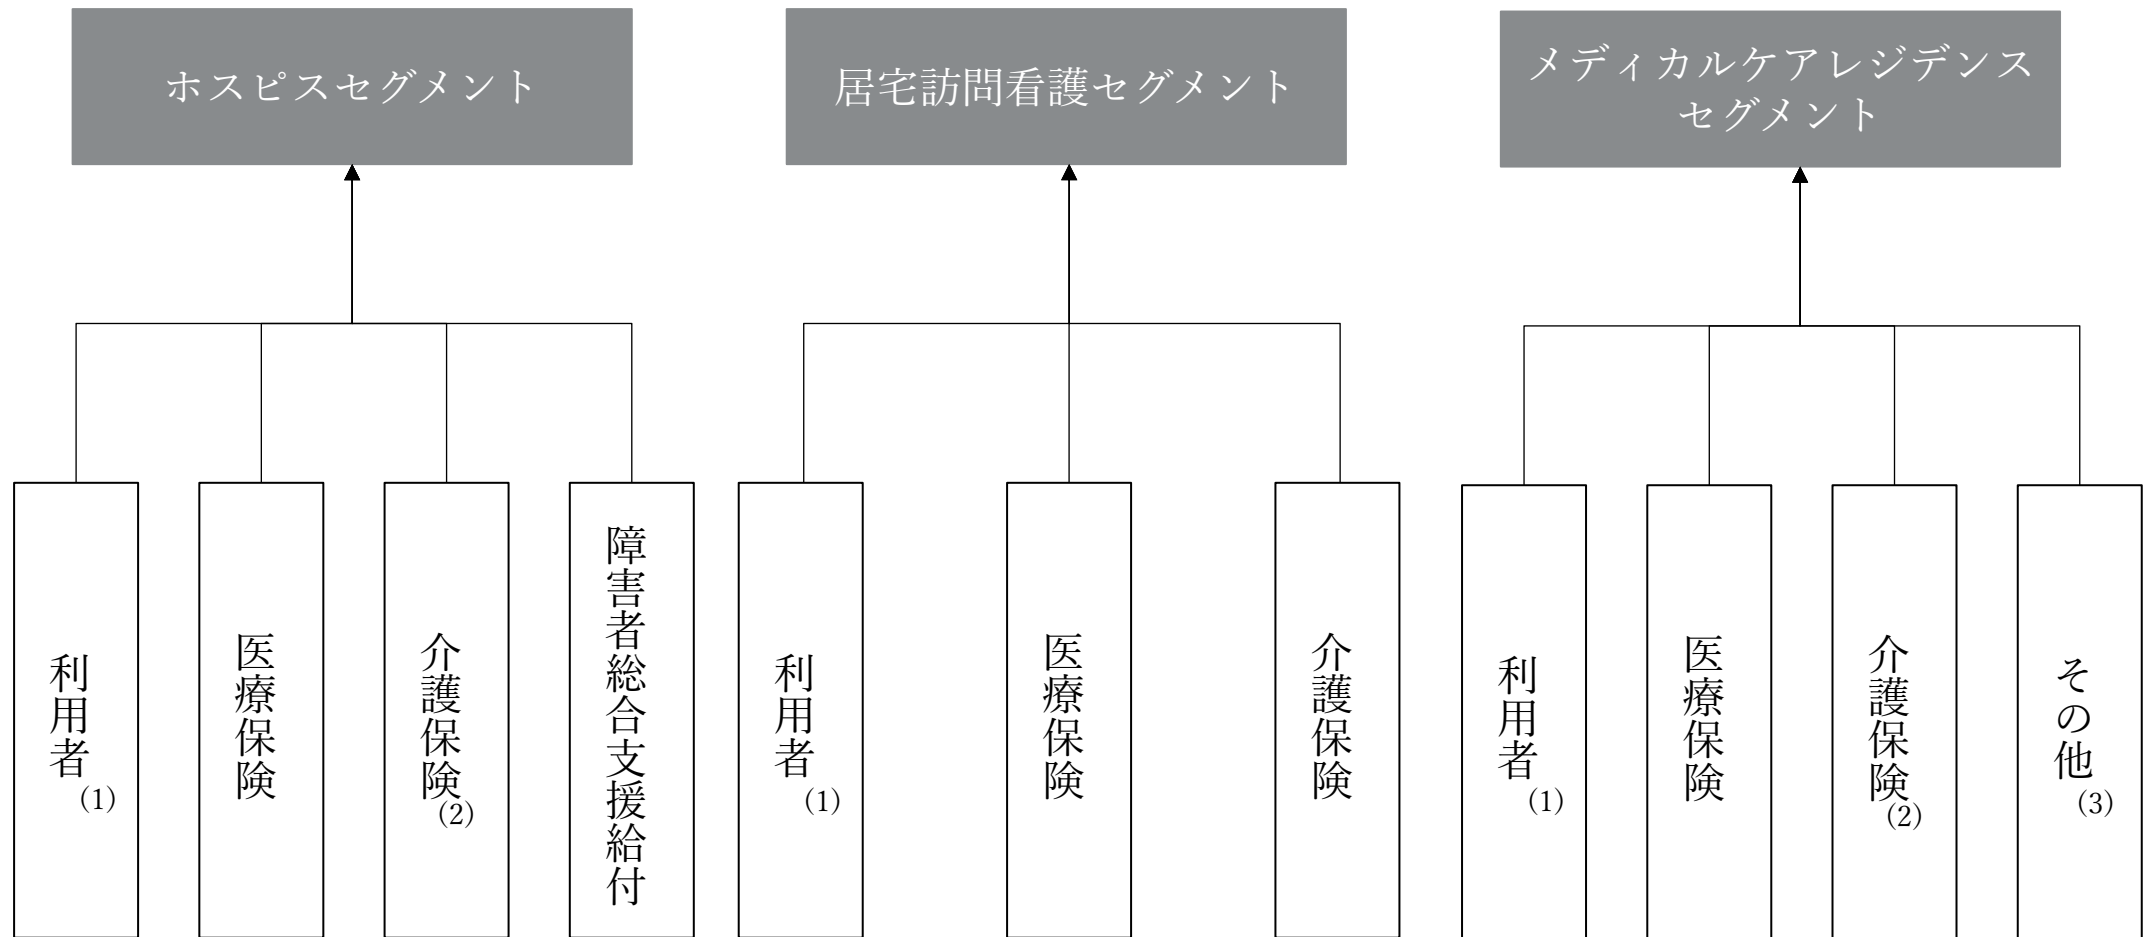 ホスピスセグメント
居宅訪問看護セグメント
メディカルケアレジデンス
セグメント
利用者(1)
医療保険
介護保険(2)
障害者総合支援給付
利用者(1)
医療保険
介護保険
利用者(1)
医療保険
介護保険(2)
その他(3)